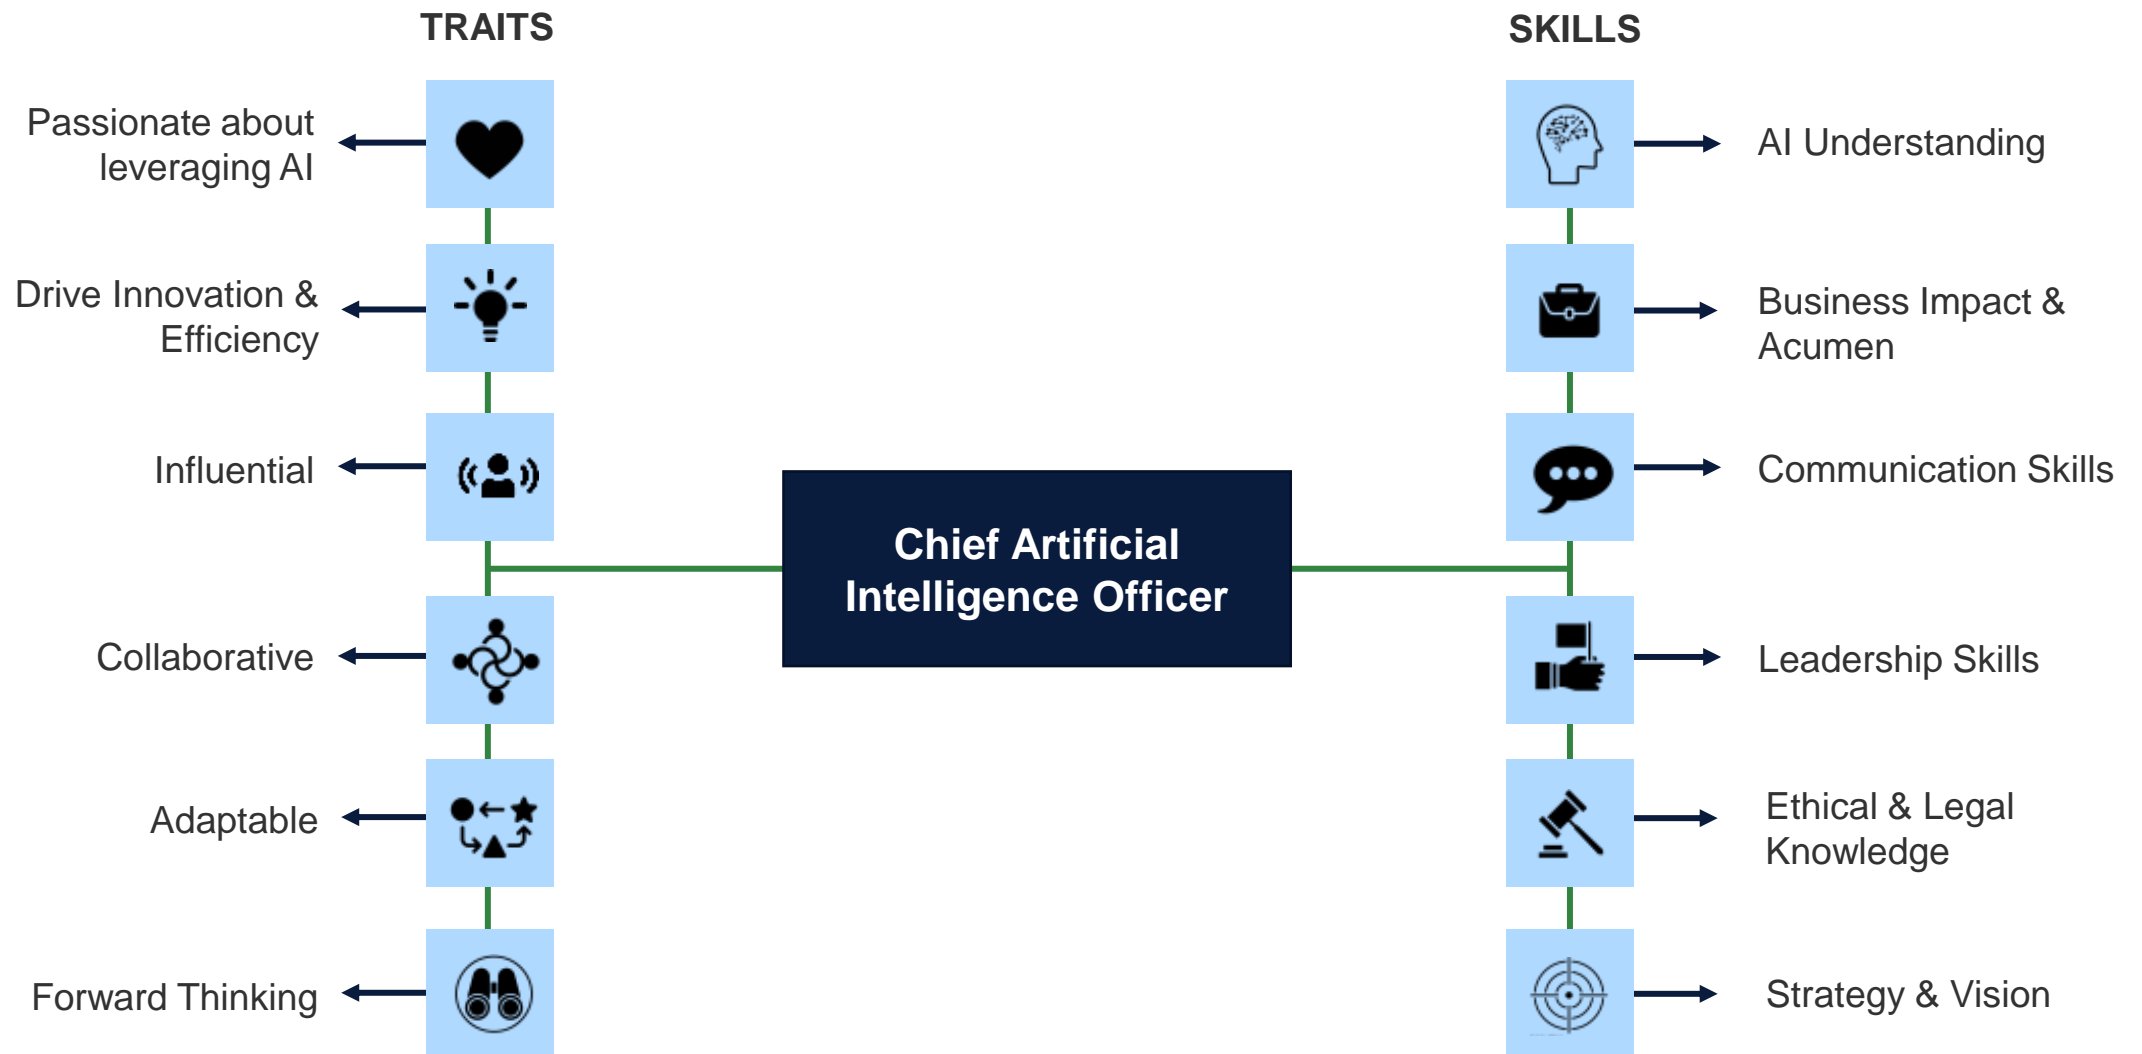 TRAITS
Passionate about
leveraging AI
Drive Innovation &
Efficiency
Influential
Collaborative
Adaptable
Forward Thinking
Chief Artificial
Intelligence Officer
SKILLS
AI Understanding
Business Impact &
Acumen
Communication Skills
Leadership Skills
Ethical & Legal
Knowledge
Strategy & Vision